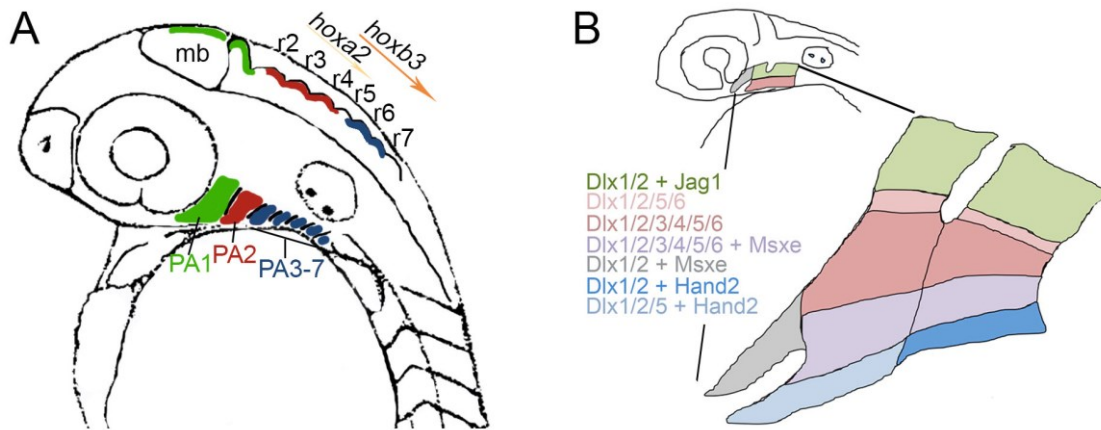 A
mb
r2
r3
r4
r5
r6
r7
hoxa2
hoxb3
PA1
PA2
PA3-7
B
Dlx1/2 + Jag1
Dlx1/2/5/6
Dlx1/2/3/4/5/6
Dlx1/2/3/4/5/6 + Msxe
Dlx1/2 + Msxe
Dlx1/2 + Hand2
Dlx1/2/5 + Hand2